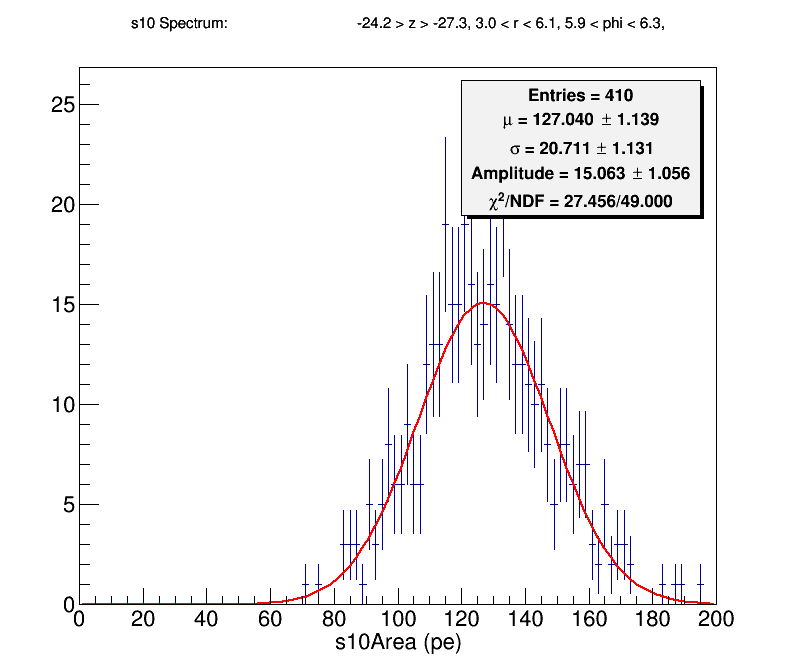 s10 Spectrum: -24.2 > z > -27.3, 3.0 < r < 6.1, 5.9 < phi < 6.3,
Entries = 410
μ = 127.040 ± 1.139
σ = 20.711 ± 1.131
Amplitude = 15.063 ± 1.056
χ²/NDF = 27.456/49.000
25
20
15
10
5
0
0 20 40 60 80 100 120 140 160 180 200
s10Area (pe)